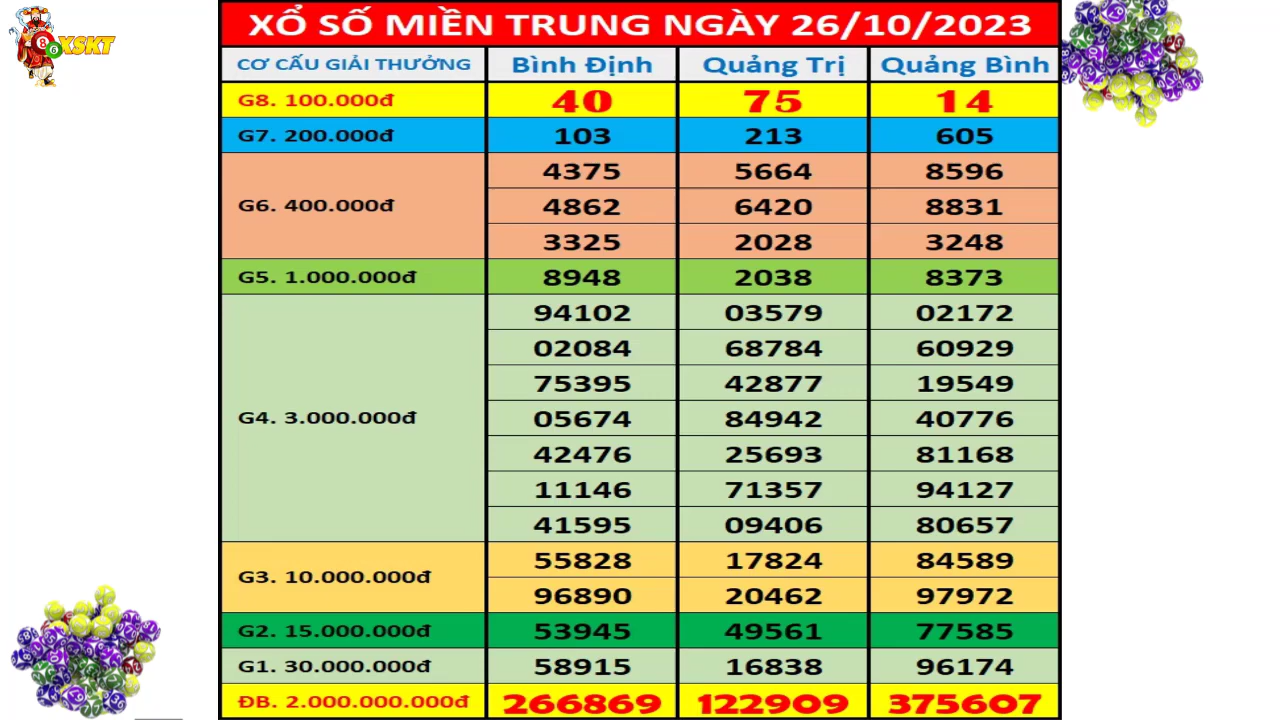 XSKT
XỔ SỐ MIỀN TRUNG NGÀY 26/10/2023
CƠ CẤU GIẢI THƯỞNG Bình Định Quảng Trị Quảng Bình
G8. 100.000đ 40 75 14
G7. 200.000đ 103 213 605
G6. 400.000đ 4375 5664 8596
4862 6420 8831
3325 2028 3248
G5. 1.000.000đ 8948 2038 8373
G4. 3.000.000đ 94102 03579 02172
02084 68784 60929
75395 42877 19549
05674 84942 40776
42476 25693 81168
11146 71357 94127
41595 09406 80657
G3. 10.000.000đ 55828 17824 84589
96890 20462 97972
G2. 15.000.000đ 53945 49561 77585
G1. 30.000.000đ 58915 16838 96174
ĐB. 2.000.000.000đ 266869 122909 375607